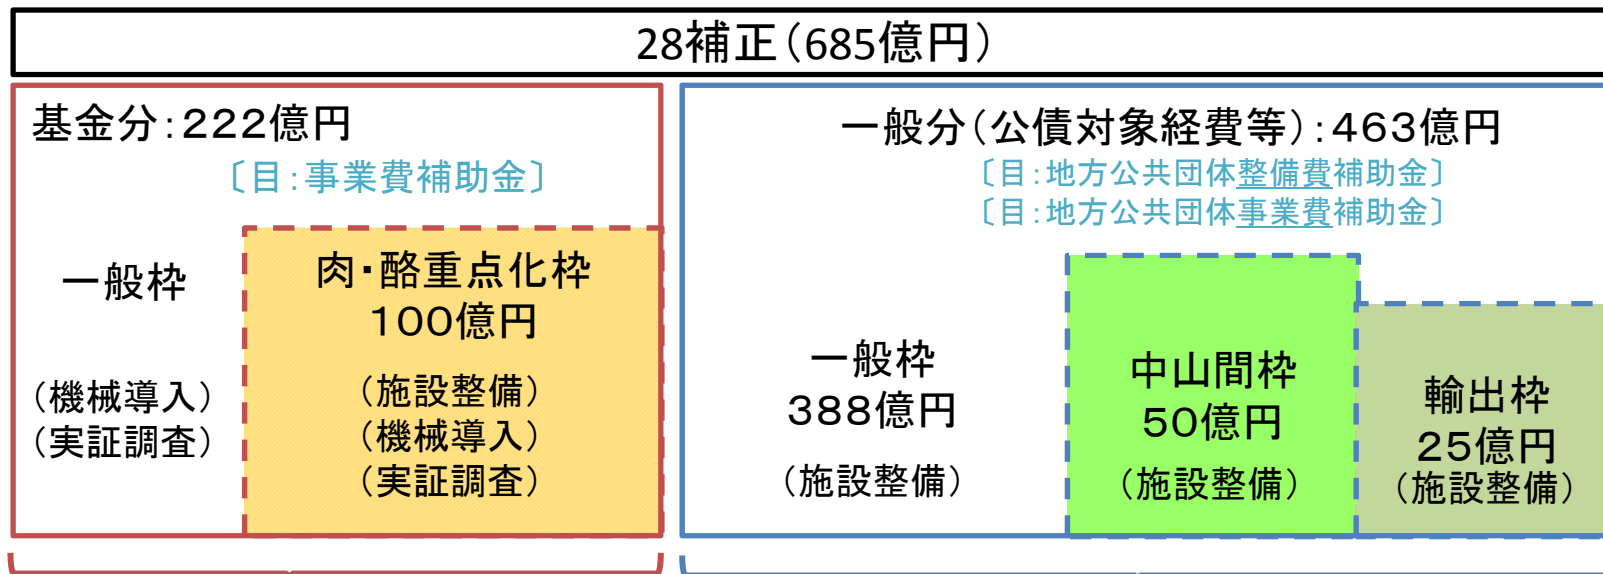 28補正（685億円）
基金分：222億円
〔目：事業費補助金〕
一般枠
（機械導入）
（実証調査）
肉・酪重点化枠
100億円
（施設整備）
（機械導入）
（実証調査）
一般分（公債対象経費等）：463億円
〔目：地方公共団体整備費補助金〕
〔目：地方公共団体事業費補助金〕
一般枠
388億円
（施設整備）
中山間枠
50億円
（施設整備）
輸出枠
25億円
（施設整備）